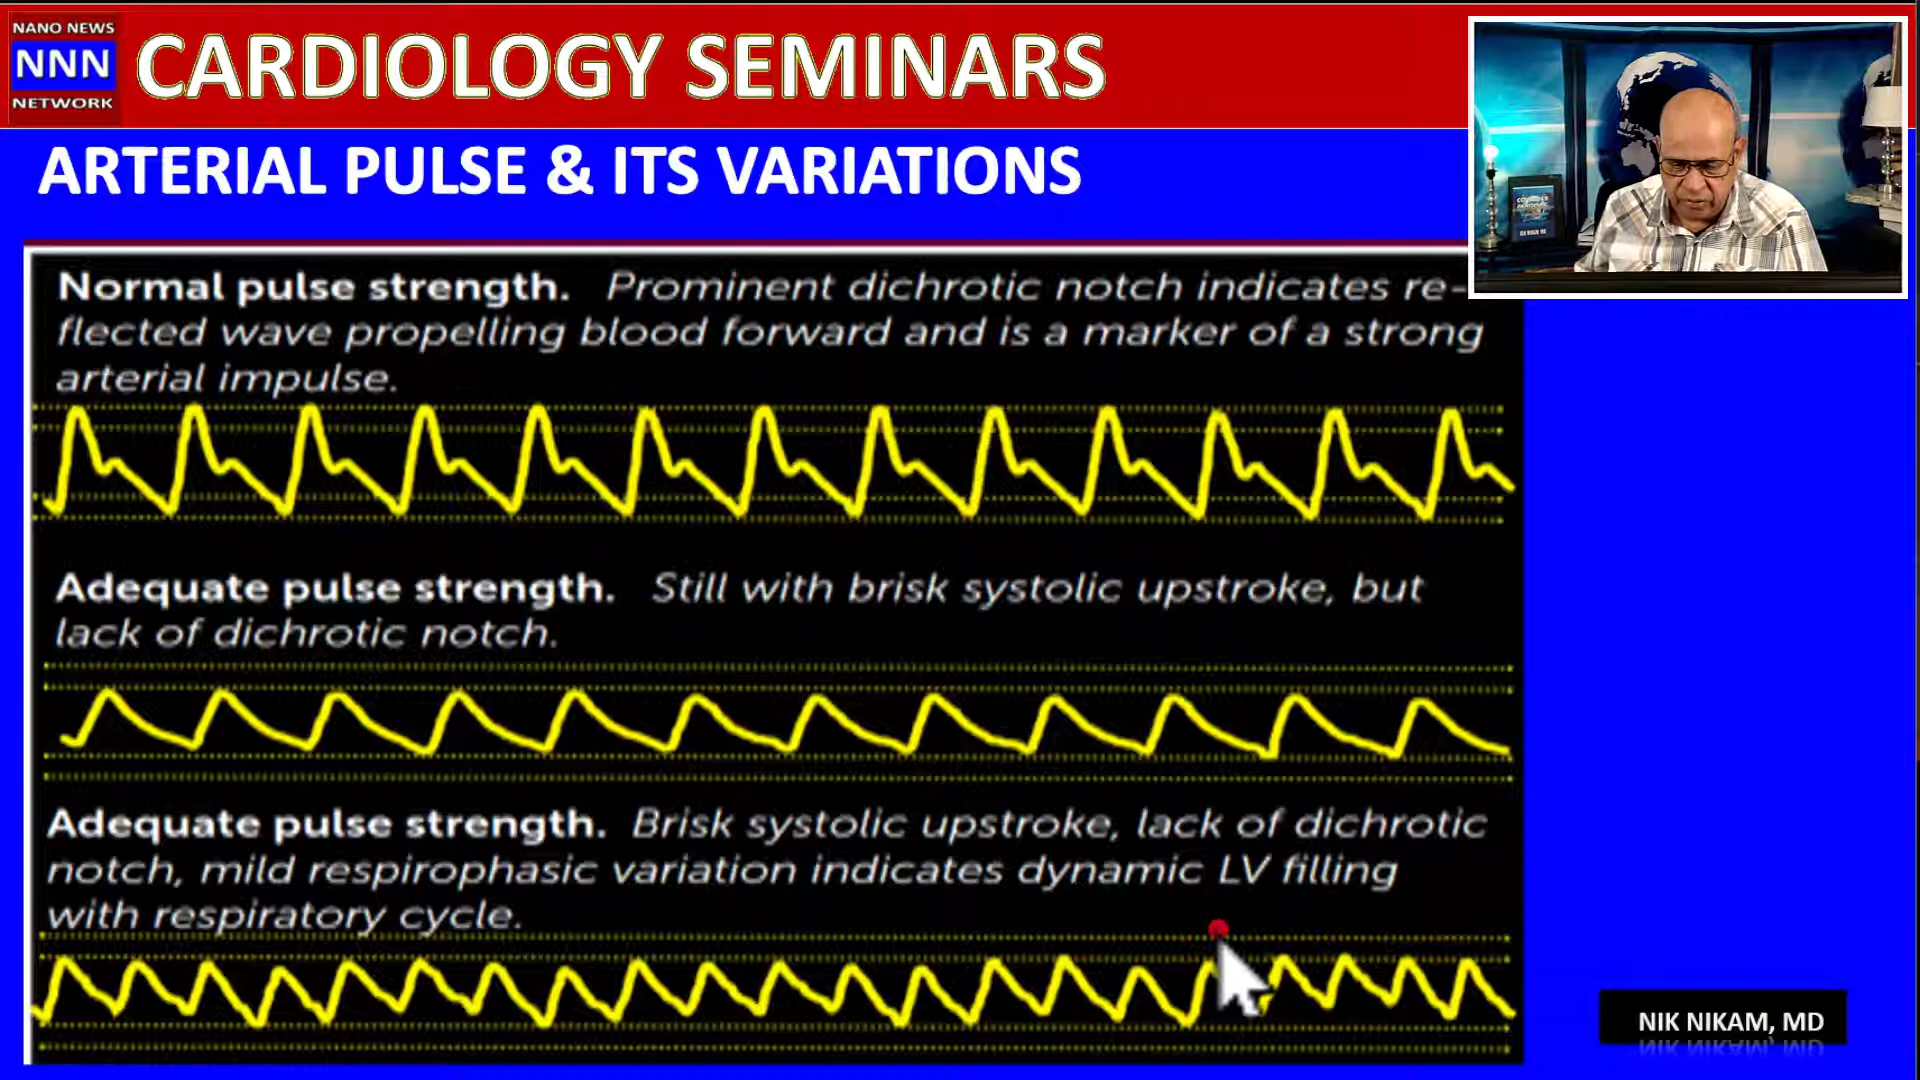 NANO NEWS
NNN
NETWORK
CARDIOLOGY SEMINARS
ARTERIAL PULSE & ITS VARIATIONS
Normal pulse strength. Prominent dichrotic notch indicates re-
flected wave propelling blood forward and is a marker of a strong
arterial impulse.
Adequate pulse strength. Still with brisk systolic upstroke, but
lack of dichrotic notch.
Adequate pulse strength. Brisk systolic upstroke, lack of dichrotic
notch, mild respirophasic variation indicates dynamic LV filling
with respiratory cycle.
NIK NIKAM, MD